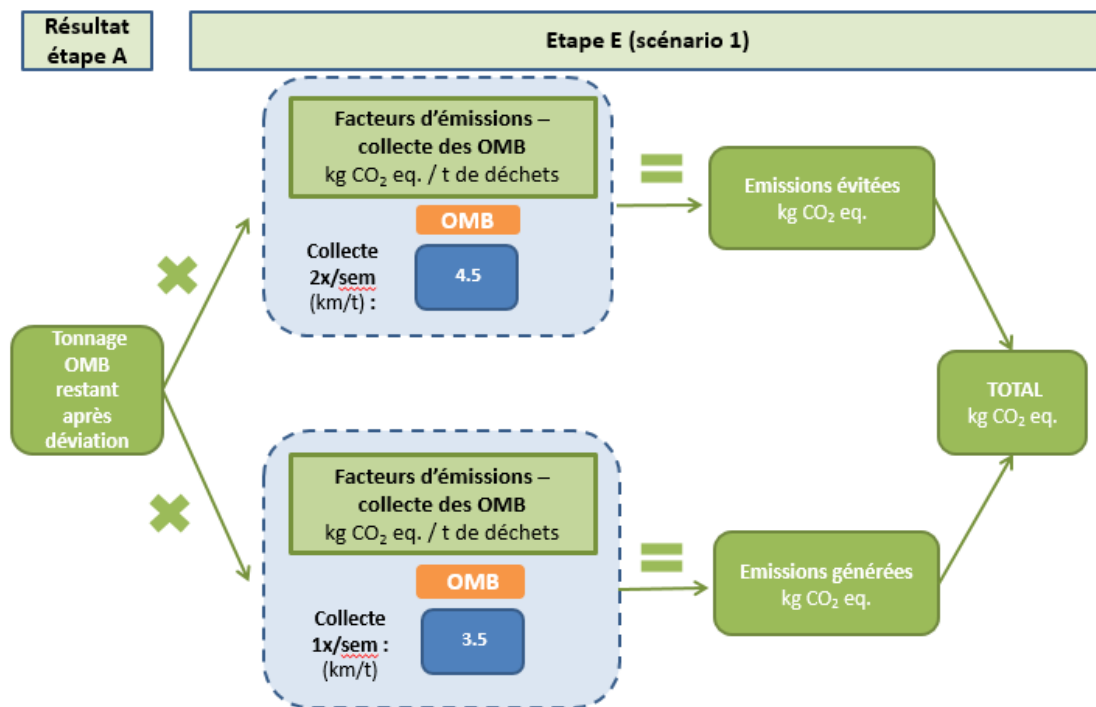 Résultat
étape A
Etape E (scénario 1)
Facteurs d'émissions –
collecte des OMB
kg CO₂ eq. / t de déchets
OMB
Collecte
2x/sem
(km/t) :
4.5
Emissions évitées
kg CO₂ eq.
Tonnage
OMB
restant
après
déviation
TOTAL
kg CO₂ eq.
Facteurs d'émissions –
collecte des OMB
kg CO₂ eq. / t de déchets
OMB
Collecte
1x/sem :
(km/t)
3.5
Emissions générées
kg CO₂ eq.